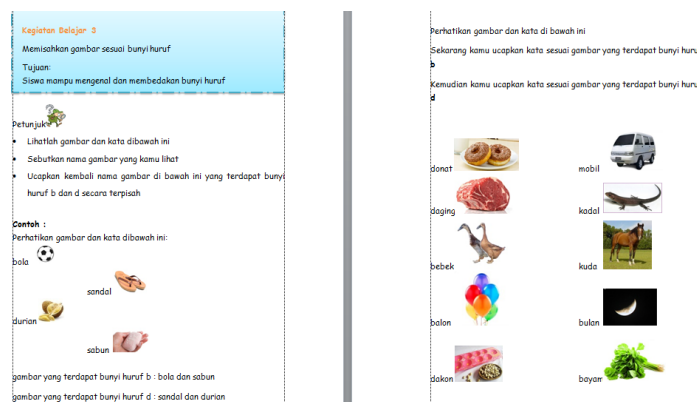 Kegiatan Belajar 3
Memisahkan gambar sesuai bunyi huruf
Tujuan:
Siswa mampu mengenal dan membedakan bunyi huruf
Petunjuk
• Lihatlah gambar dan kata dibawah ini
• Sebutkan nama gambar yang kamu lihat
• Ucapkan kembali nama gambar di bawah ini yang terdapat bunyi
huruf b dan d secara terpisah
Contoh :
Perhatikan gambar dan kata dibawah ini:
bola
sandal
durian
sabun
gambar yang terdapat bunyi huruf b : bola dan sabun
gambar yang terdapat bunyi huruf d : sandal dan durian
Perhatikan gambar dan kata di bawah ini
Sekarang kamu ucapkan kata sesuai gambar yang terdapat bunyi
b
Kemudian kamu ucapkan kata sesuai gambar yang terdapat bunyi
d
donat mobil
daging kadal
bebek kuda
balon bulan
dakon bayam